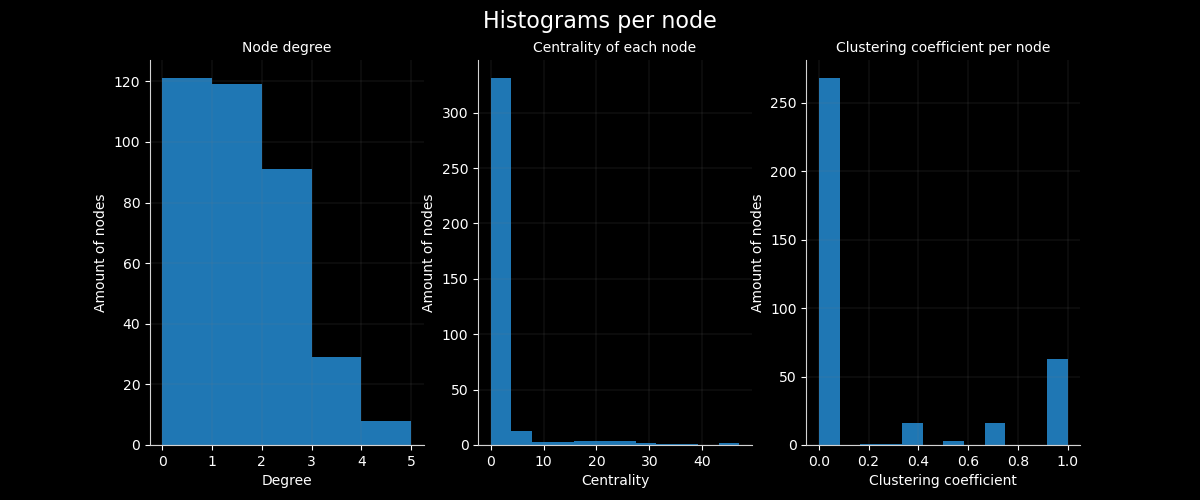 Histograms per node
Node degree
Centrality of each node
Clustering coefficient per node
Amount of nodes
120
100
80
60
40
20
0
0 1 2 3 4 5
Degree
Amount of nodes
300
250
200
150
100
50
0
0 10 20 30 40
Centrality
Amount of nodes
250
200
150
100
50
0
0.0 0.2 0.4 0.6 0.8 1.0
Clustering coefficient